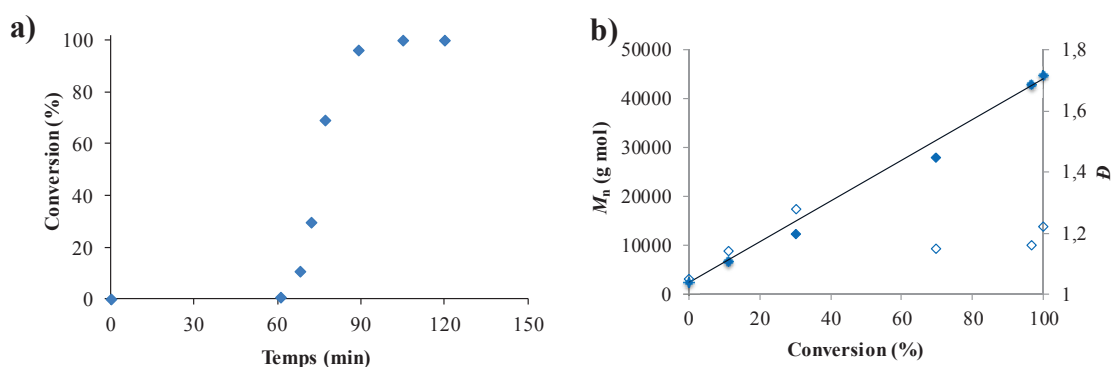 a)
100
80
60
40
20
0
Conversion (%)
0 30 60 90 120 150
Temps (min)
b)
50000
40000
30000
20000
10000
0
Mn (g mol)
1,8
1,6
1,4
1,2
1
Đ
0 20 40 60 80 100
Conversion (%)